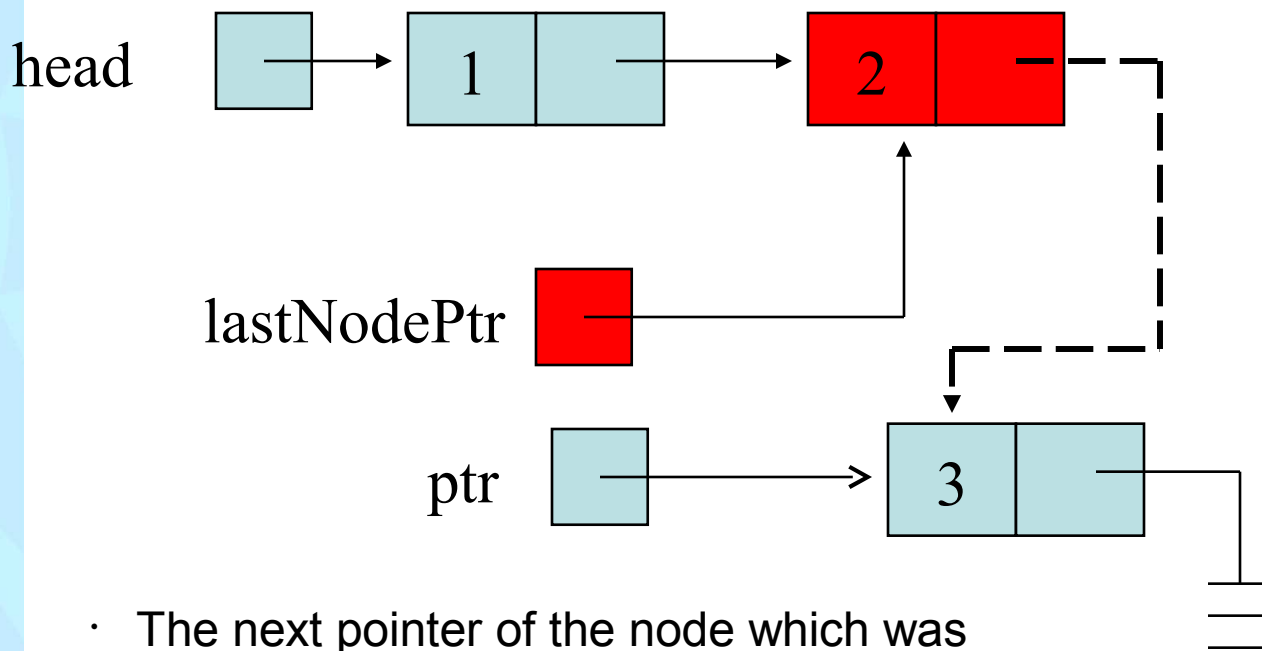 head 1 2
lastNodePtr
ptr 3
· The next pointer of the node which was